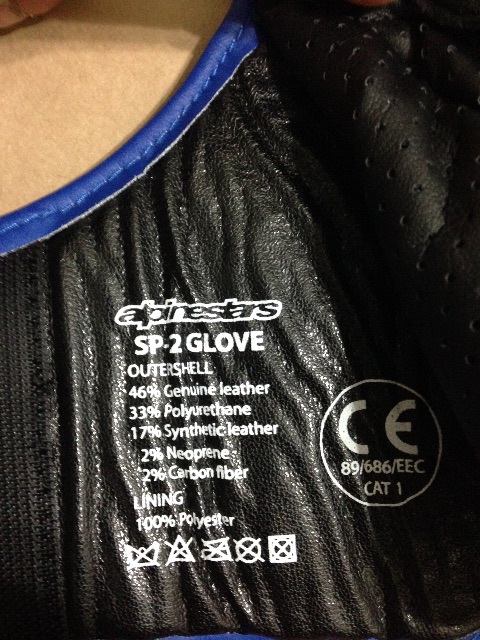 alpinestars
SP-2 GLOVE
OUTERSHELL
46% Genuine leather
33% Polyurethane
17% Synthetic leather
2% Neoprene
2% Carbon fiber
LINING
100% Polyester
CE
89/686/EEC
CAT 1